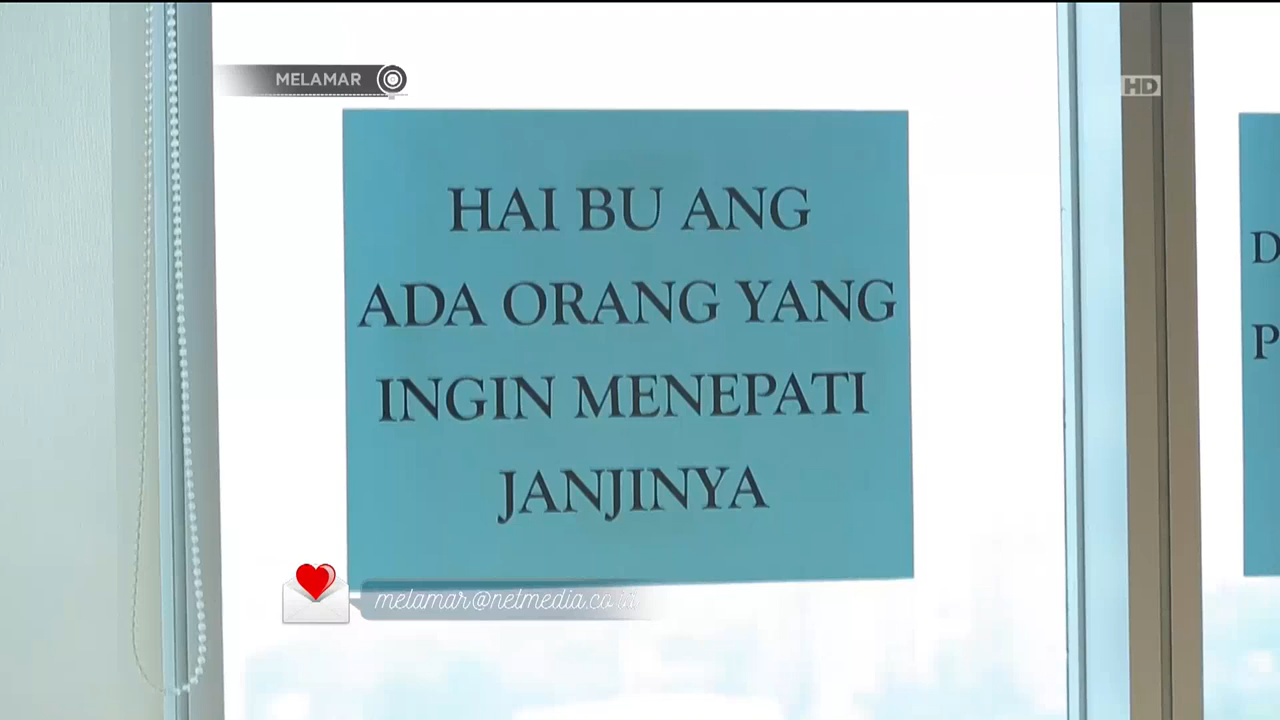 MELAMAR
HD
HAI BU ANG
ADA ORANG YANG
INGIN MENEPATI
JANJINYA
D
P
melamar@netmedia.co.id